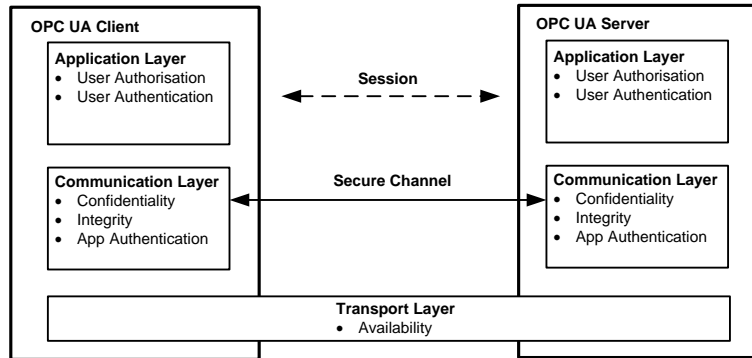 OPC UA Client
Application Layer
• User Authorisation
• User Authentication
Communication Layer
• Confidentiality
• Integrity
• App Authentication
Session
Secure Channel
OPC UA Server
Application Layer
• User Authorisation
• User Authentication
Communication Layer
• Confidentiality
• Integrity
• App Authentication
Transport Layer
• Availability